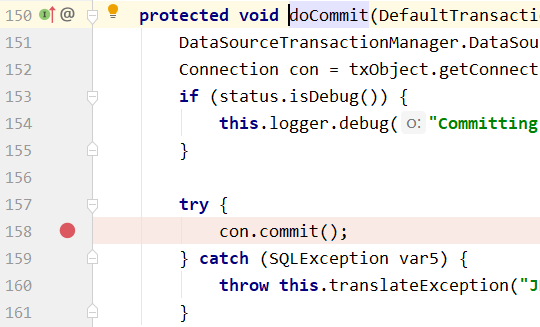 150 @ protected void doCommit(DefaultTransacti
151 DataSourceTransactionManager.DataSou
152 Connection con = txObject.getConnect
153 if (status.isDebug()) {
154 this.logger.debug( o: "Committing
155 }
156
157 try {
158 con.commit();
159 } catch (SQLException var5) {
160 throw this.translateException("J
161 }